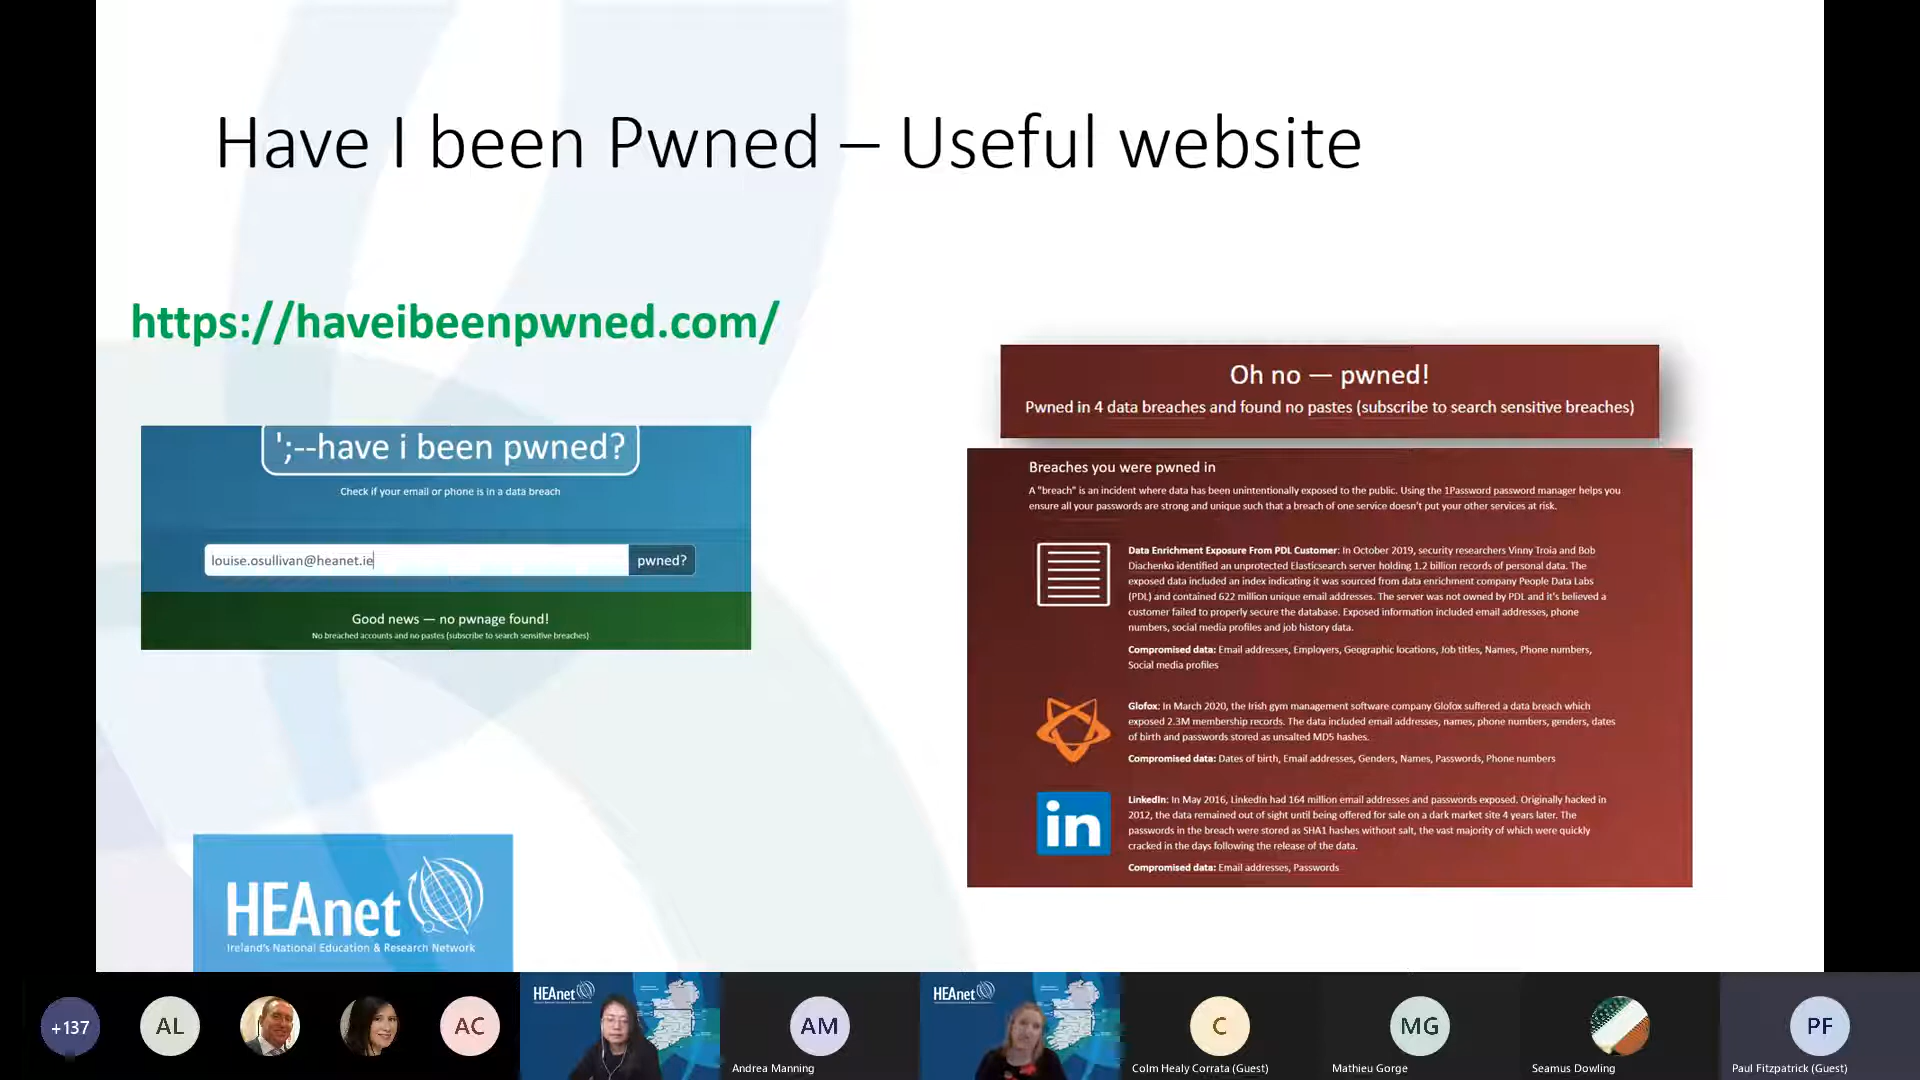 Have I been Pwned – Useful website
https://haveibeenpwned.com/
';--have i been pwned?
Check if your email or phone is in a data breach
louise.osullivan@heanet.ie
pwned?
Good news — no pwnage found!
No breached accounts and no pastes (subscribe to search sensitive breaches)
Oh no — pwned!
Pwned in 4 data breaches and found no pastes (subscribe to search sensitive breaches)
Breaches you were pwned in
A "breach" is an incident where data has been unintentionally exposed to the public. Using the 1Password password manager helps you
ensure all your passwords are strong and unique such that a breach of one service doesn't put your other services at risk.
Data Enrichment Exposure From PDL Customer: In October 2019, security researchers Vinny Troia and Bob
Diachenko identified an unprotected Elasticsearch server holding 1.2 billion records of personal data. The
exposed data included an index indicating it was sourced from data enrichment company People Data Labs
(PDL) and contained 622 million unique email addresses. The server was not owned by PDL and it's believed a
customer failed to properly secure the database. Exposed information included email addresses, phone
numbers, social media profiles and job history data.
Compromised data: Email addresses, Employers, Geographic locations, Job titles, Names, Phone numbers,
Social media profiles
Glofox: In March 2020, the Irish gym management software company Glofox suffered a data breach which
exposed 2.3M membership records. The data included email addresses, names, phone numbers, genders, dates
of birth and passwords stored as unsalted MD5 hashes.
Compromised data: Dates of birth, Email addresses, Genders, Names, Passwords, Phone numbers
in
LinkedIn: In May 2016, LinkedIn had 164 million email addresses and passwords exposed. Originally hacked in
2012, the data remained out of sight until being offered for sale on a dark market site 4 years later. The
passwords in the breach were stored as SHA1 hashes without salt, the vast majority of which were quickly
cracked in the days following the release of the data.
Compromised data: Email addresses, Passwords
HEAnet
Ireland's National Education & Research Network
+137
AL
AC
HEAnet
AM
Andrea Manning
HEAnet
C
Colm Healy Corrata (Guest)
MG
Mathieu Gorge
Seamus Dowling
PF
Paul Fitzpatrick (Guest)